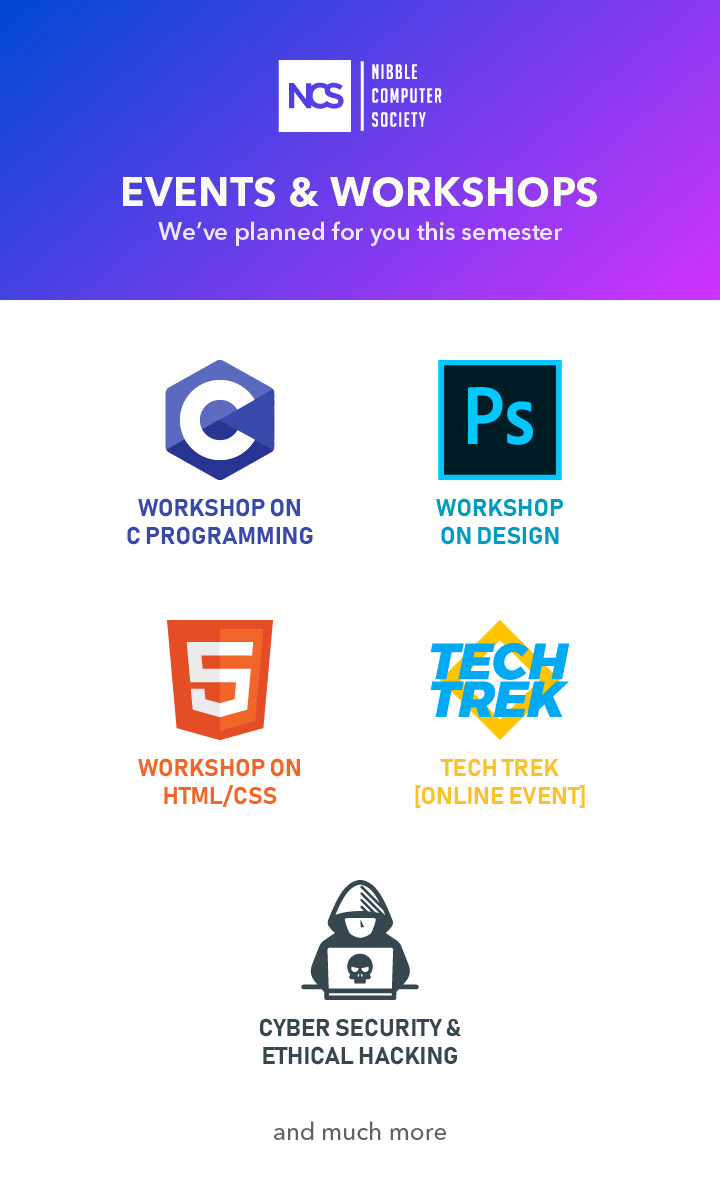 NCS
NIBBLE
COMPUTER
SOCIETY
EVENTS & WORKSHOPS
We’ve planned for you this semester
WORKSHOP ON
C PROGRAMMING
Ps
WORKSHOP
ON DESIGN
5
WORKSHOP ON
HTML/CSS
TECH
TREK
TECH TREK
[ONLINE EVENT]
CYBER SECURITY &
ETHICAL HACKING
and much more